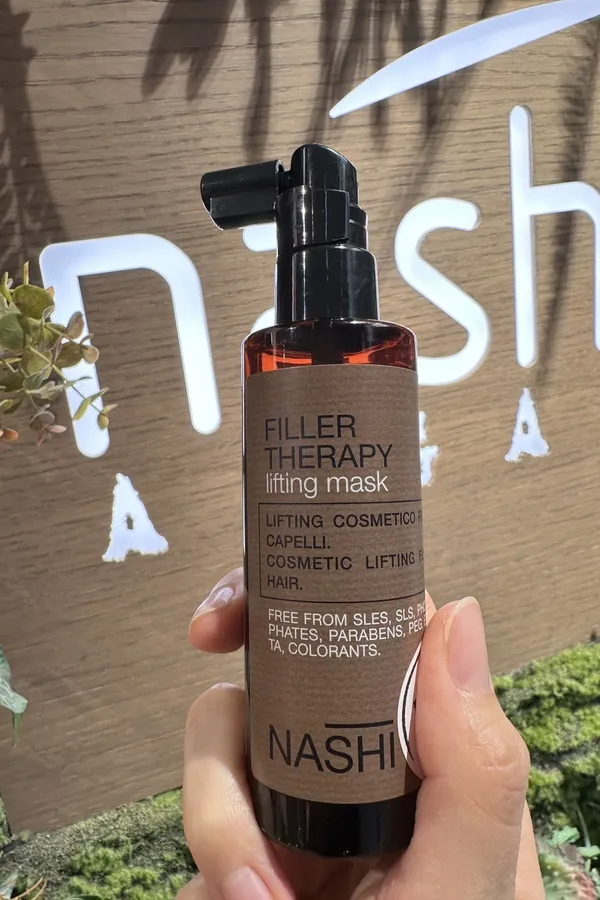 nash
A
A
FILLER
THERAPY
lifting mask
LIFTING COSMETICO
CAPELLI.
COSMETIC LIFTING
HAIR.
FREE FROM SLES, SLS,
PHATES, PARABENS, PEG
TA, COLORANTS.
NASHI